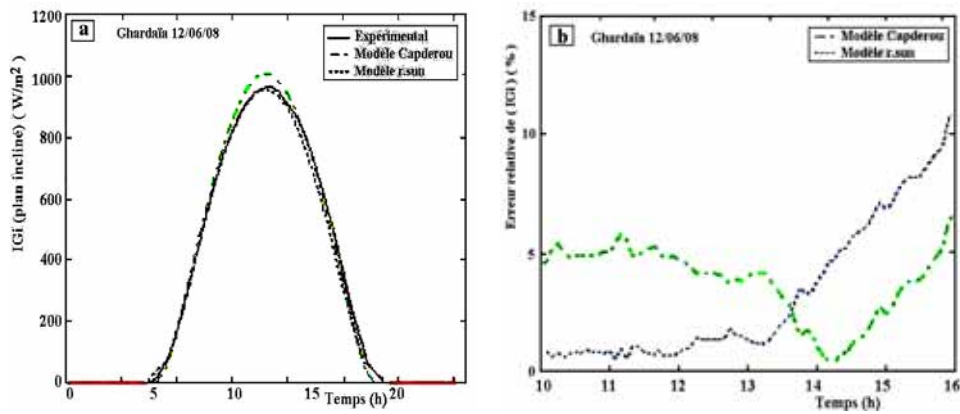 a
Ghardaïa 12/06/08
Expérimental
Modèle Capderou
Modèle r.sun
IGi (plan incliné) ( W/m²)
1200
1000
800
600
400
200
0
0 5 10 15 20
Temps (h)
b
Ghardaïa 12/06/08
Modèle Capderou
Modèle r.sun
Erreur relative de ( IGi ) ( % )
15
10
5
0
10 11 12 13 14 15 16
Temps (h)